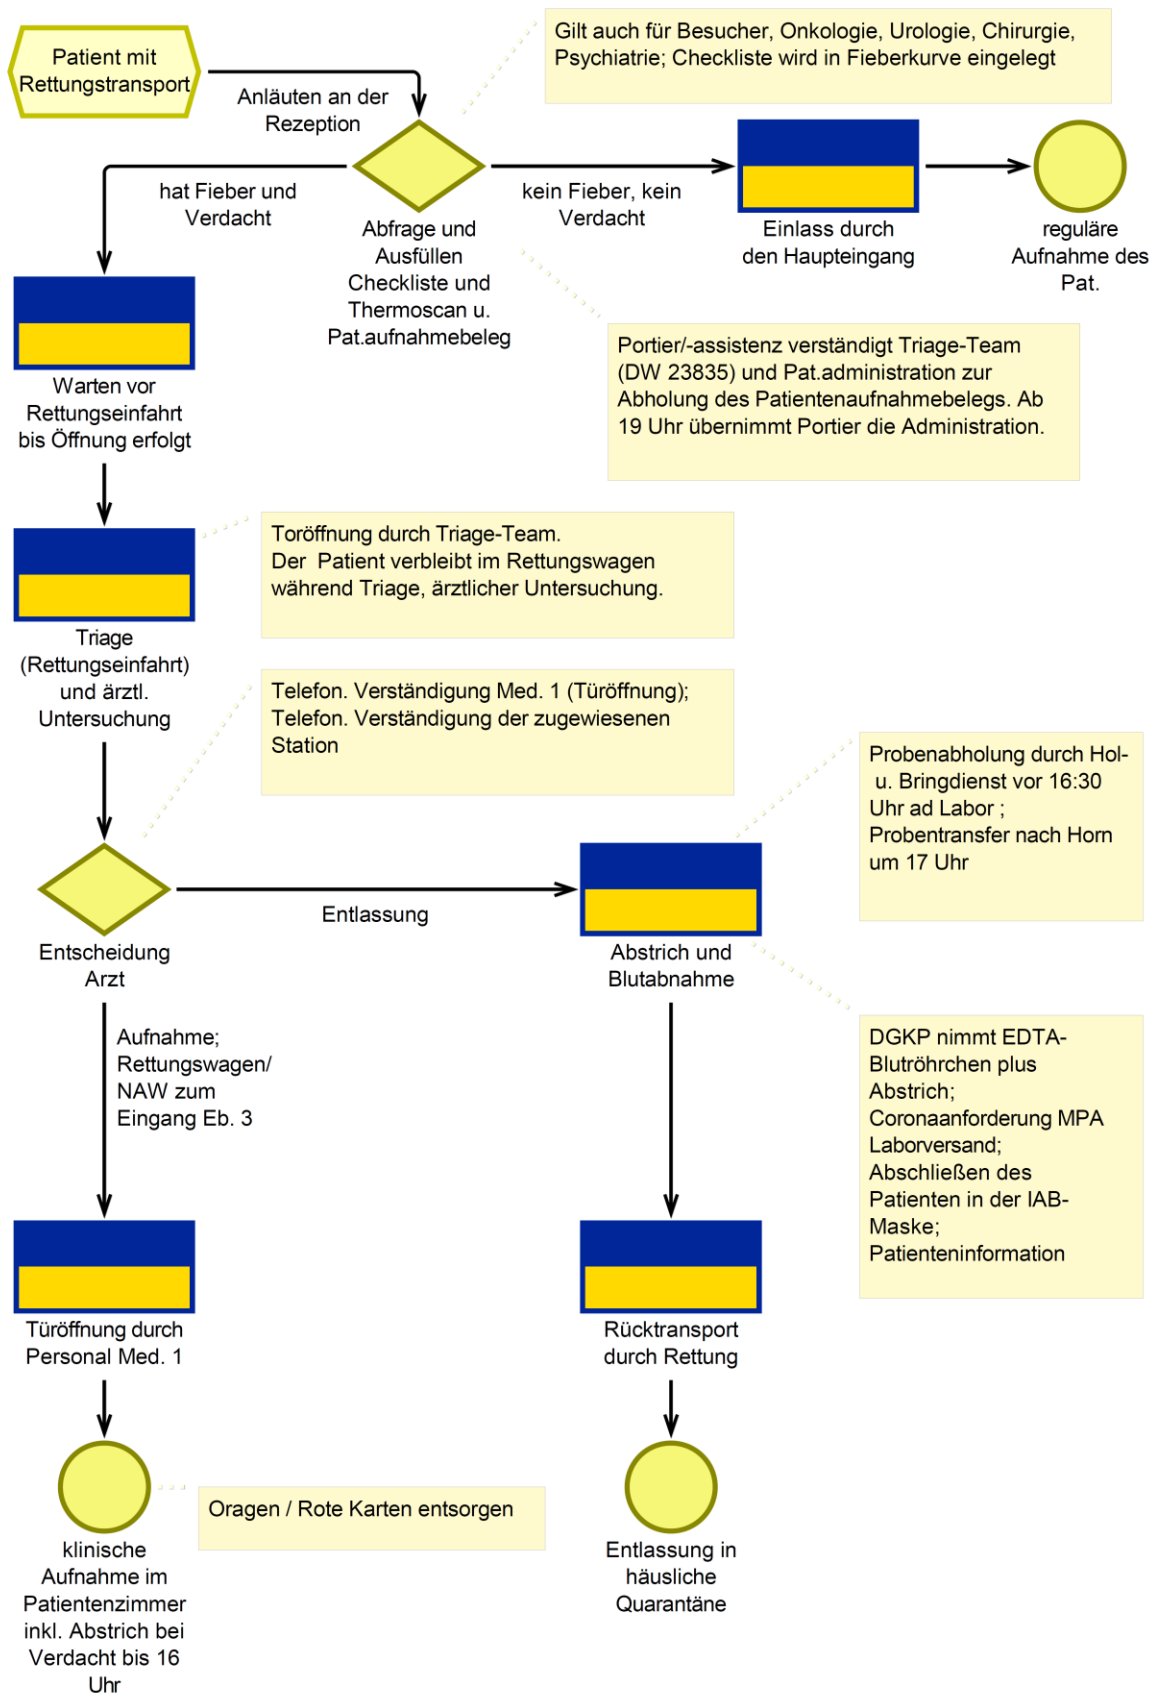 Patient mit
Rettungstransport
Anläuten an der
Rezeption
Gilt auch für Besucher, Onkologie, Urologie, Chirurgie,
Psychiatrie; Checkliste wird in Fieberkurve eingelegt
hat Fieber und
Verdacht
Abfrage und
Ausfüllen
Checkliste und
Thermoscan u.
Pat.aufnahmebeleg
kein Fieber, kein
Verdacht
Einlass durch
den Haupteingang
reguläre
Aufnahme des
Pat.
Portier/-assistenz verständigt Triage-Team
(DW 23835) und Pat.administration zur
Abholung des Patientenaufnahmebelegs. Ab
19 Uhr übernimmt Portier die Administration.
Warten vor
Rettungseinfahrt
bis Öffnung erfolgt
Toröffnung durch Triage-Team.
Der Patient verbleibt im Rettungswagen
während Triage, ärztlicher Untersuchung.
Triage
(Rettungseinfahrt)
und ärztl.
Untersuchung
Telefon. Verständigung Med. 1 (Türöffnung);
Telefon. Verständigung der zugewiesenen
Station
Probenabholung durch Hol-
u. Bringdienst vor 16:30
Uhr ad Labor ;
Probentransfer nach Horn
um 17 Uhr
Entscheidung
Arzt
Entlassung
Abstrich und
Blutabnahme
Aufnahme;
Rettungswagen/
NAW zum
Eingang Eb. 3
DGKP nimmt EDTA-
Blutröhrchen plus
Abstrich;
Coronaanforderung MPA
Laborversand;
Abschließen des
Patienten in der IAB-
Maske;
Patienteninformation
Türöffnung durch
Personal Med. 1
Rücktransport
durch Rettung
Oragen / Rote Karten entsorgen
klinische
Aufnahme im
Patientenzimmer
inkl. Abstrich bei
Verdacht bis 16
Uhr
Entlassung in
häusliche
Quarantäne